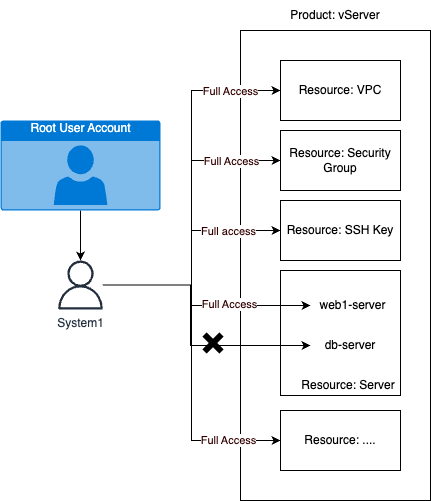 Product: vServer
Full Access
Resource: VPC
Root User Account
Full Access
Resource: Security
Group
Full access
Resource: SSH Key
System1
Full Access
web1-server
db-server
Resource: Server
Full Access
Resource: ....